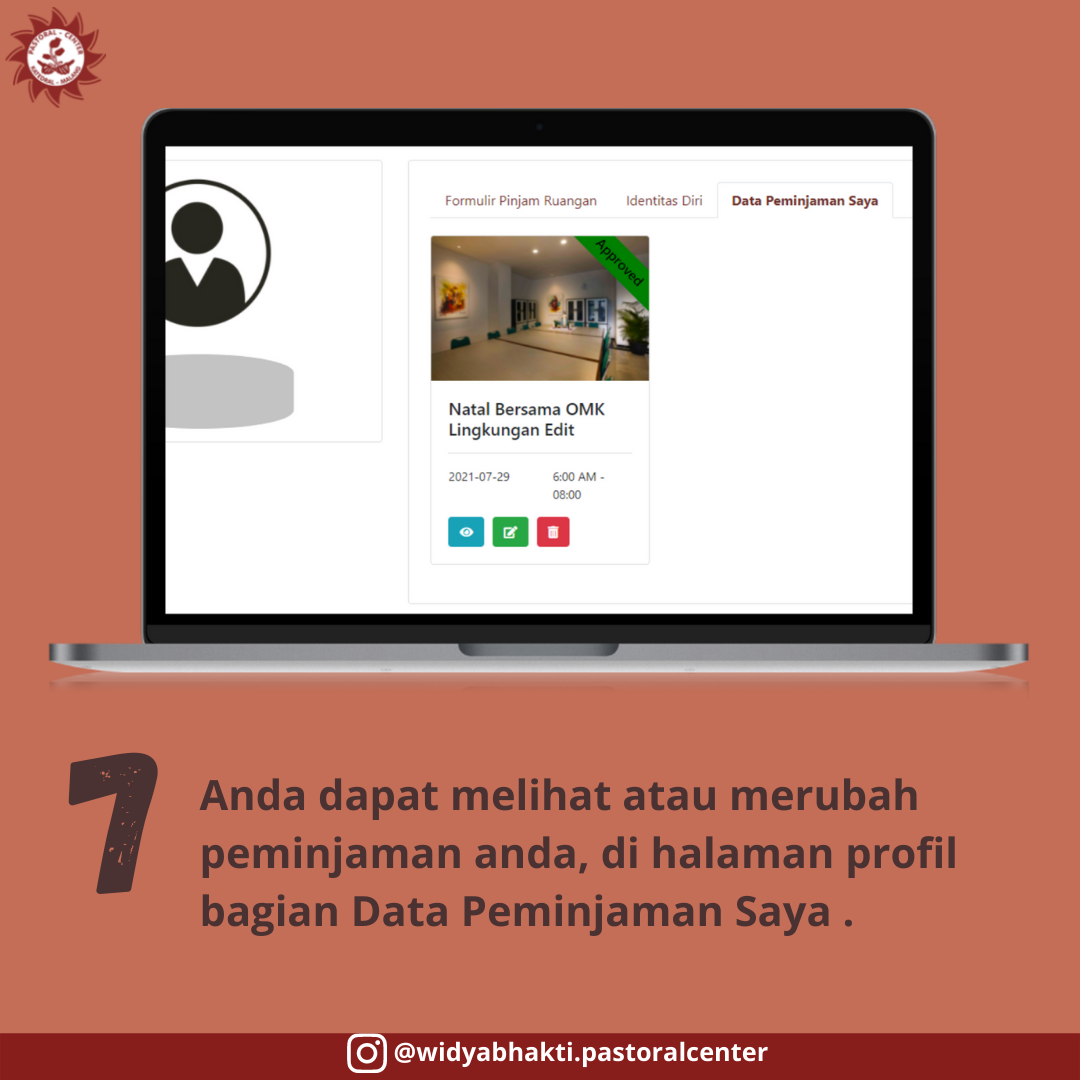 PASTORAL - CENTER
KATEDRAL - MALANG
Formulir Pinjam Ruangan
Identitas Diri
Data Peminjaman Saya
Approved
Natal Bersama OMK
Lingkungan Edit
2021-07-29
6:00 AM -
08:00
7
Anda dapat melihat atau merubah
peminjaman anda, di halaman profil
bagian Data Peminjaman Saya .
@widyabhakti.pastoralcenter